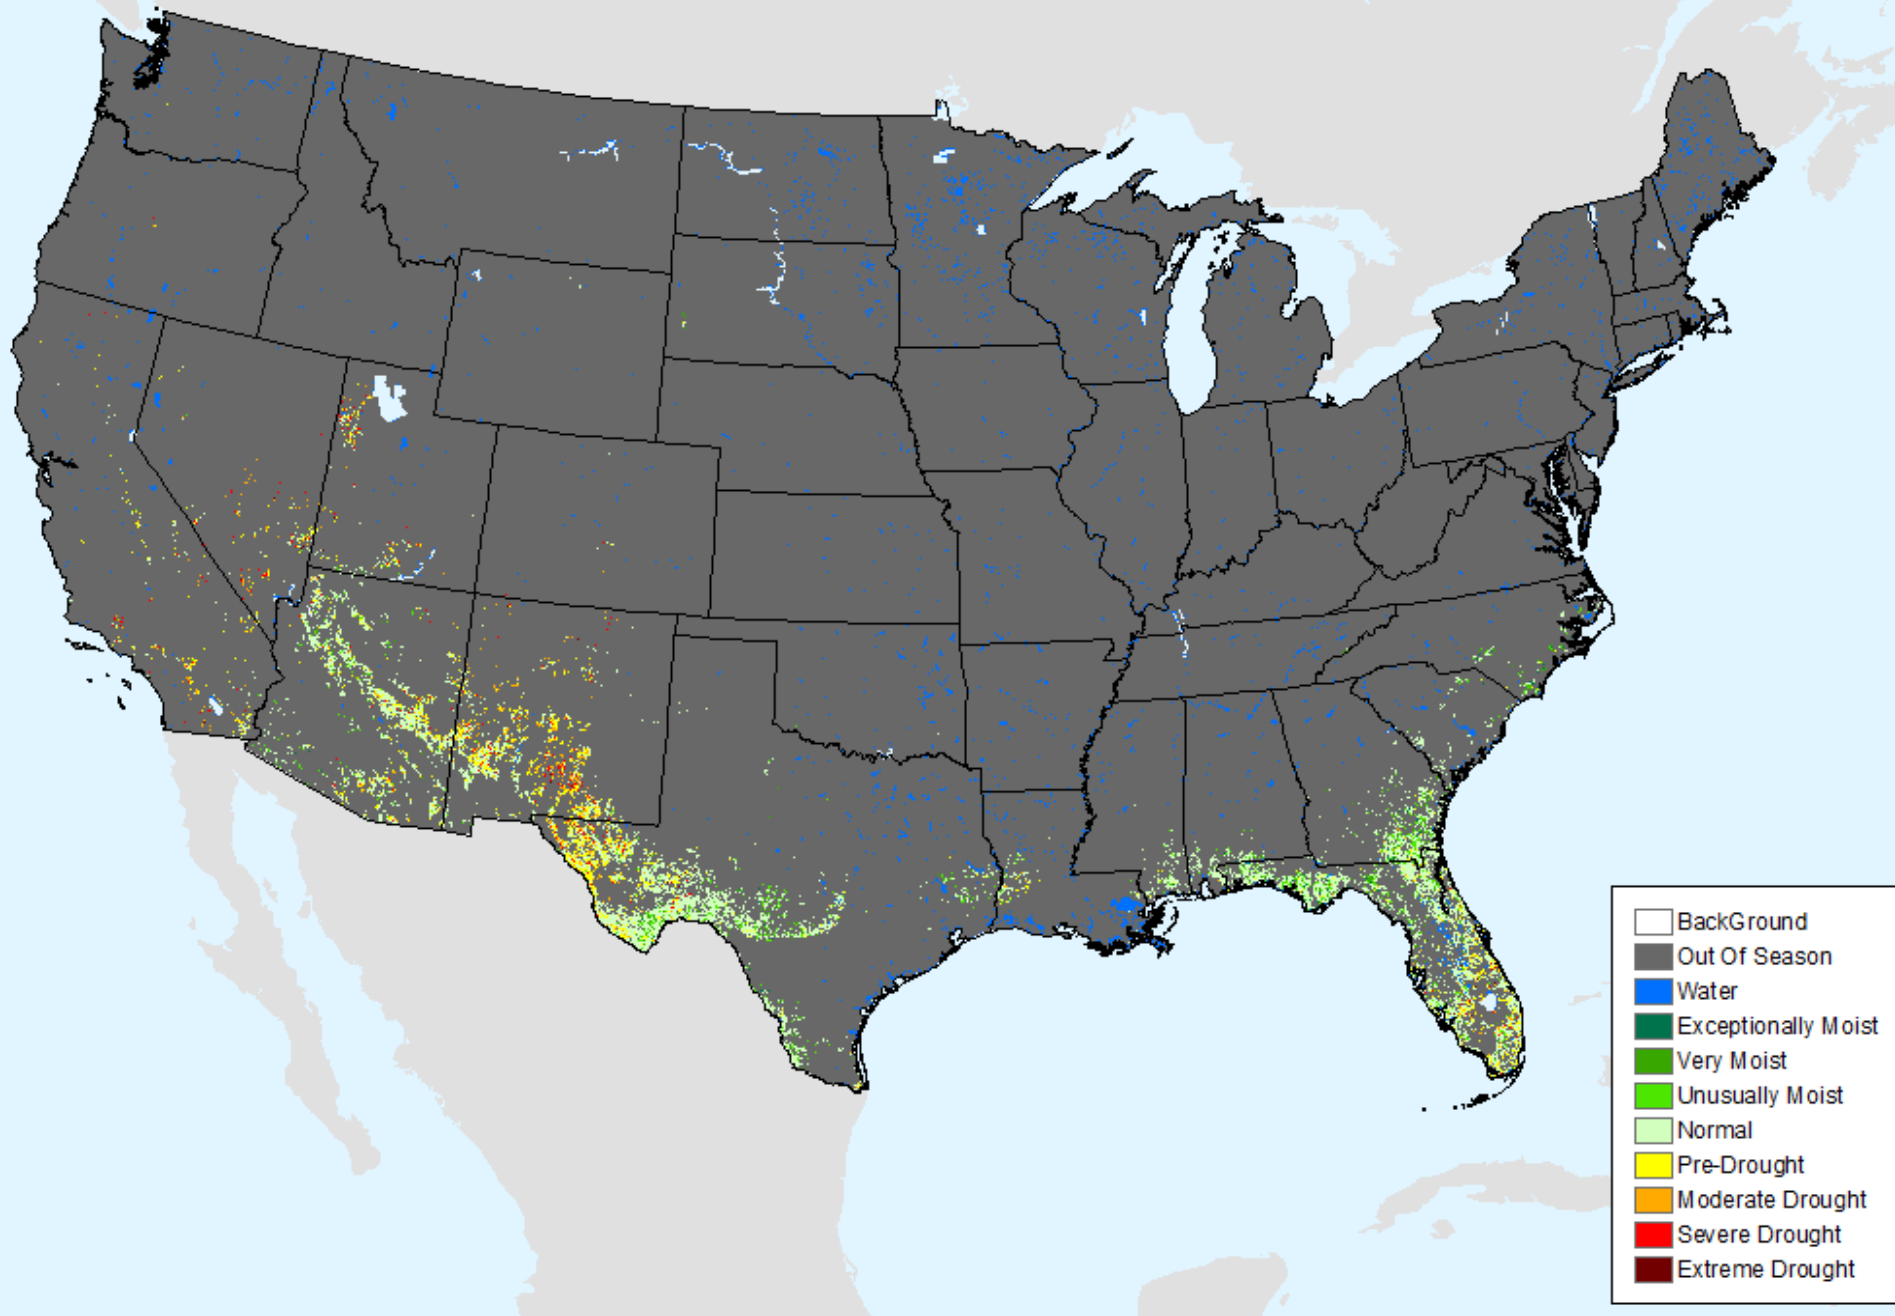 BackGround
Out Of Season
Water
Exceptionally Moist
Very Moist
Unusually Moist
Normal
Pre-Drought
Moderate Drought
Severe Drought
Extreme Drought